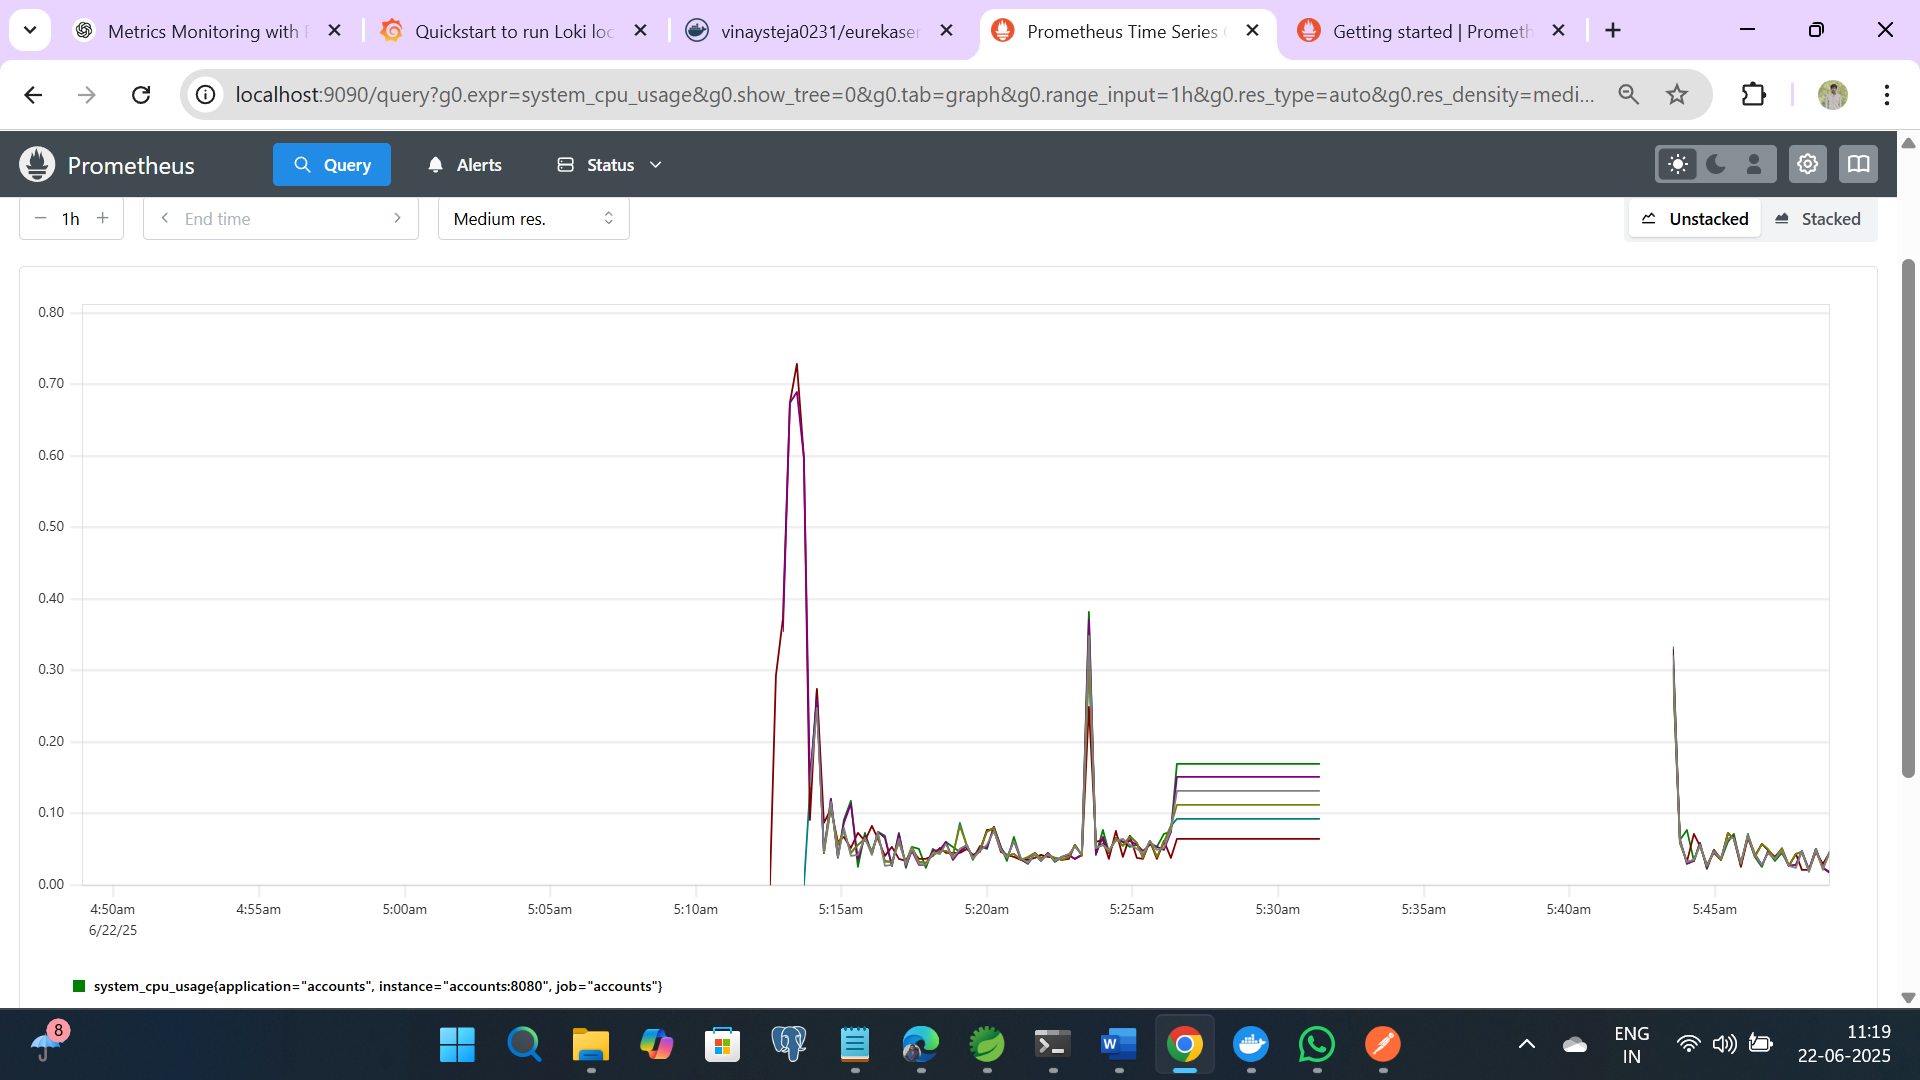 Metrics Monitoring with P
Quickstart to run Loki loc
vinaysteja0231/eurekaser
Prometheus Time Series C
Getting started | Prometh
localhost:9090/query?g0.expr=system_cpu_usage&g0.show_tree=0&g0.tab=graph&g0.range_input=1h&g0.res_type=auto&g0.res_density=medi...
Prometheus
Query
Alerts
Status
1h
End time
Medium res.
Unstacked
Stacked
0.80
0.70
0.60
0.50
0.40
0.30
0.20
0.10
0.00
4:50am
4:55am
5:00am
5:05am
5:10am
5:15am
5:20am
5:25am
5:30am
5:35am
5:40am
5:45am
6/22/25
system_cpu_usage{application="accounts", instance="accounts:8080", job="accounts"}
8
ENG
IN
11:19
22-06-2025